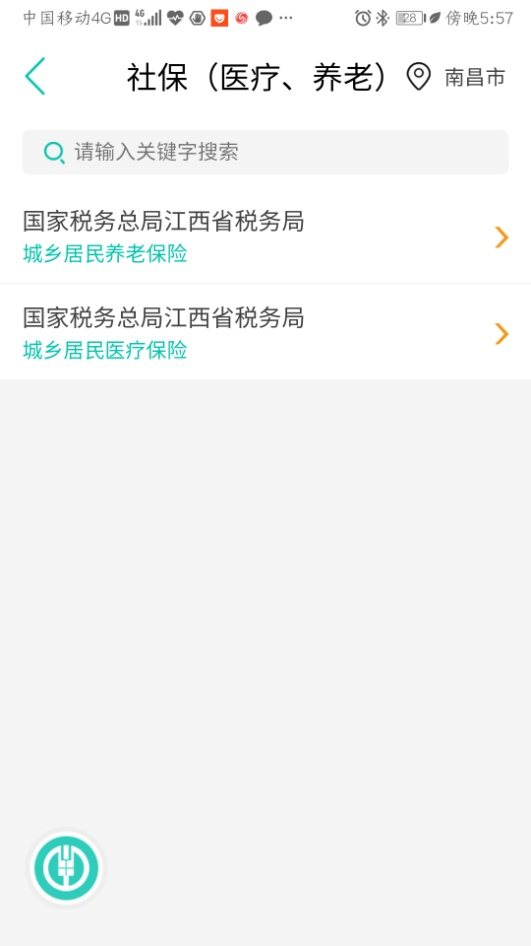 中国移动4G HD 4G 28 傍晚5:57
社保（医疗、养老） 南昌市
请输入关键字搜索
国家税务总局江西省税务局
城乡居民养老保险
国家税务总局江西省税务局
城乡居民医疗保险